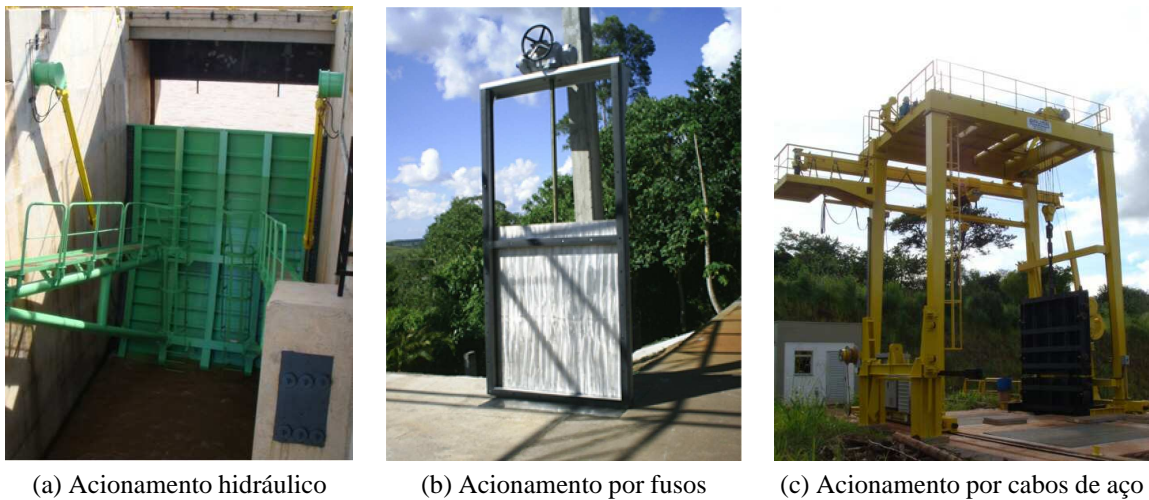 (a) Acionamento hidráulico
(b) Acionamento por fusos
(c) Acionamento por cabos de aço